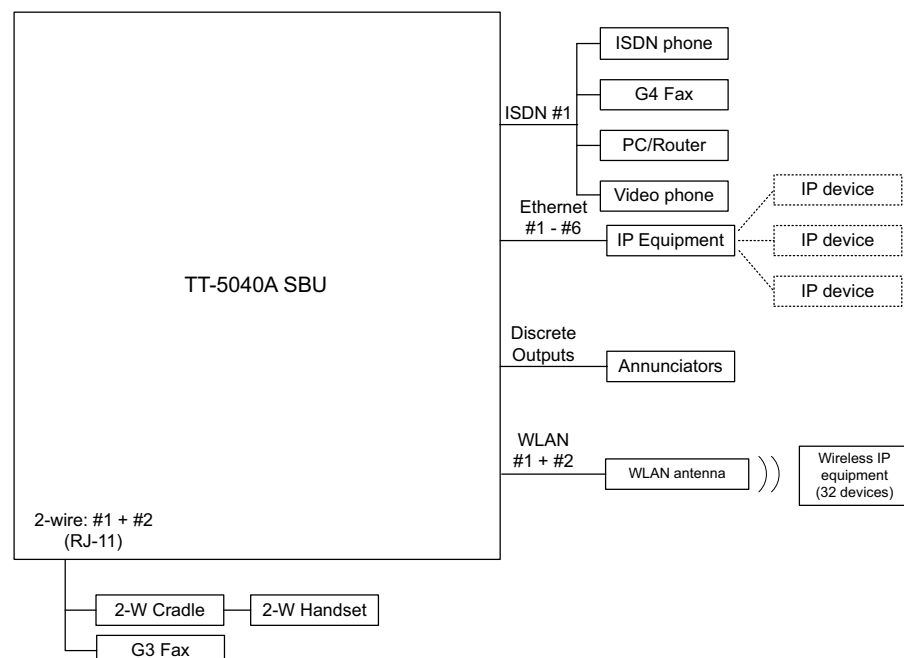 ISDN phone
G4 Fax
ISDN #1
PC/Router
Video phone
Ethernet
#1 - #6
IP Equipment
IP device
IP device
IP device
TT-5040A SBU
Discrete
Outputs
Annunciators
WLAN
#1 + #2
WLAN antenna
Wireless IP
equipment
(32 devices)
2-wire: #1 + #2
(RJ-11)
2-W Cradle
2-W Handset
G3 Fax